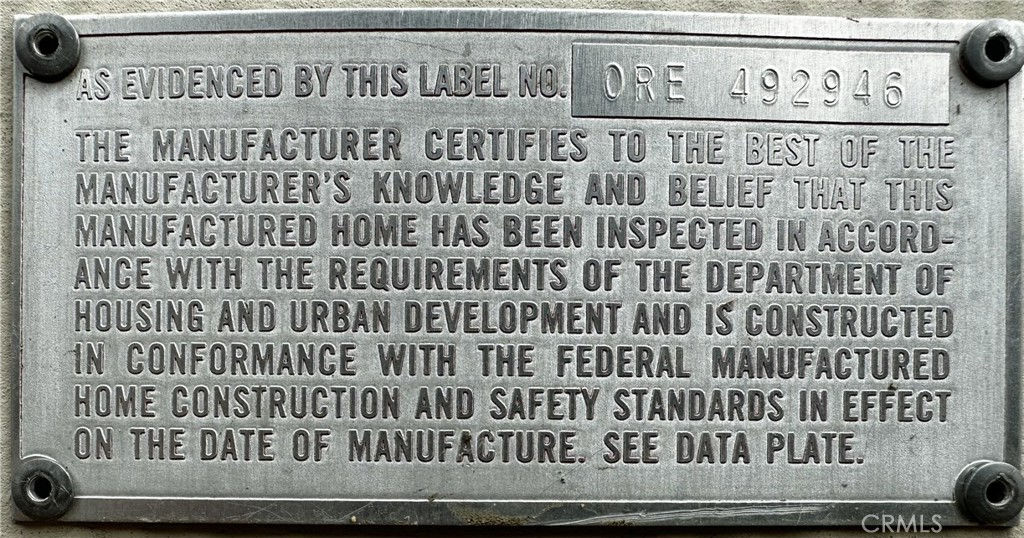 AS EVIDENCED BY THIS LABEL NO. ORE 492946
THE MANUFACTURER CERTIFIES TO THE BEST OF THE
MANUFACTURER'S KNOWLEDGE AND BELIEF THAT THIS
MANUFACTURED HOME HAS BEEN INSPECTED IN ACCORD-
ANCE WITH THE REQUIREMENTS OF THE DEPARTMENT OF
HOUSING AND URBAN DEVELOPMENT AND IS CONSTRUCTED
IN CONFORMANCE WITH THE FEDERAL MANUFACTURED
HOME CONSTRUCTION AND SAFETY STANDARDS IN EFFECT
ON THE DATE OF MANUFACTURE. SEE DATA PLATE.
CRMLS